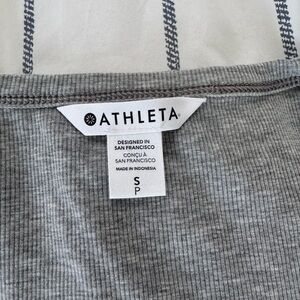 ATHLETA
DESIGNED IN
SAN FRANCISCO
CONÇU À
SAN FRANCISCO
MADE IN INDONESIA
S
P